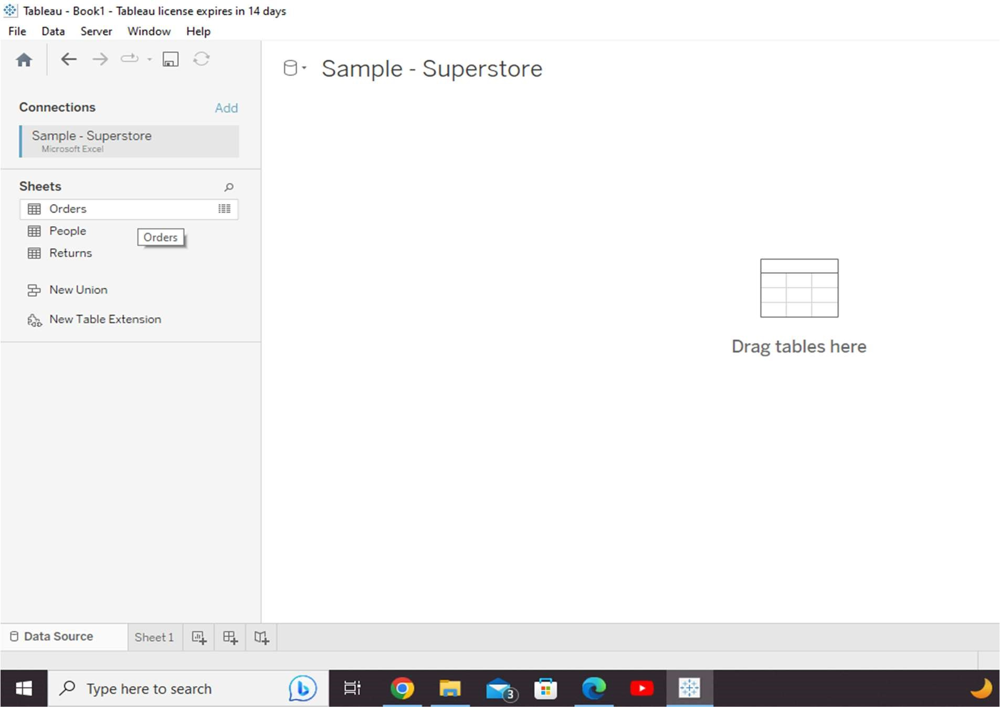 Tableau - Book1 - Tableau license expires in 14 days
File Data Server Window Help
Sample - Superstore
Connections Add
Sample - Superstore
Microsoft Excel
Sheets
Orders
People
Orders
Returns
New Union
New Table Extension
Drag tables here
Data Source Sheet 1
Type here to search
3